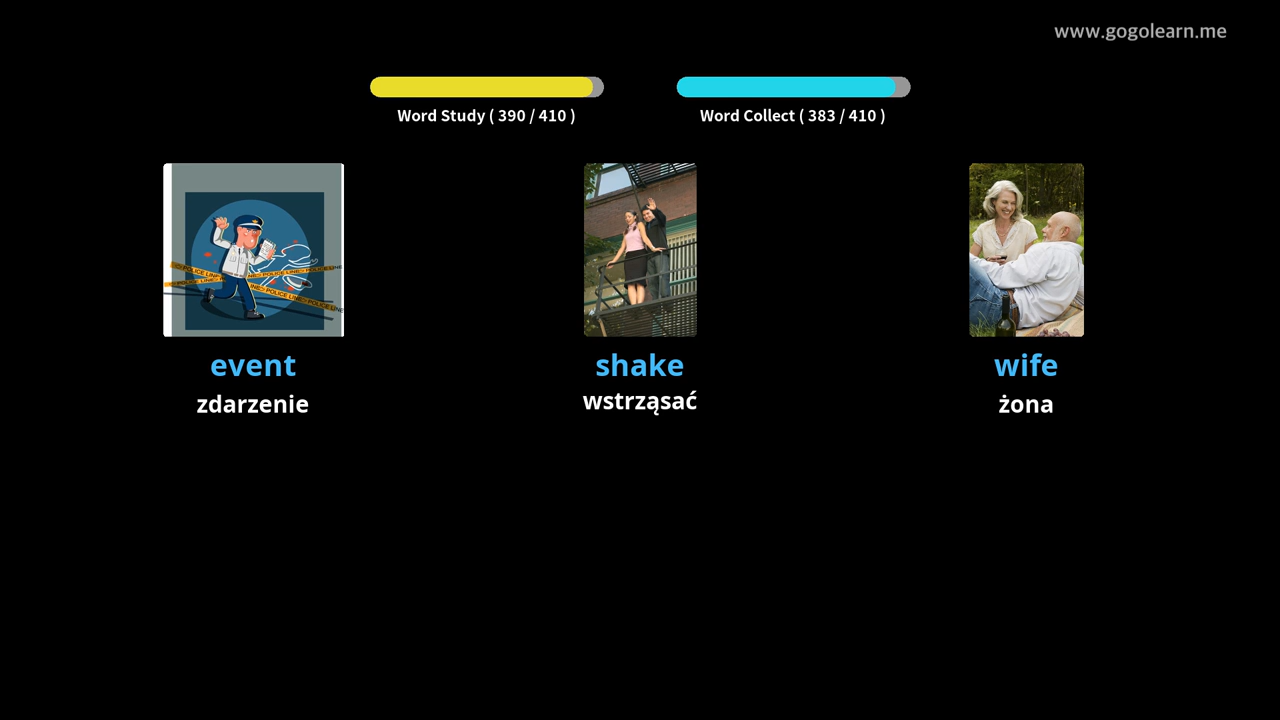 www.gogolearn.me
Word Study ( 390 / 410 )
Word Collect ( 383 / 410 )
event
shake
wife
zdarzenie
wstrząsać
żona